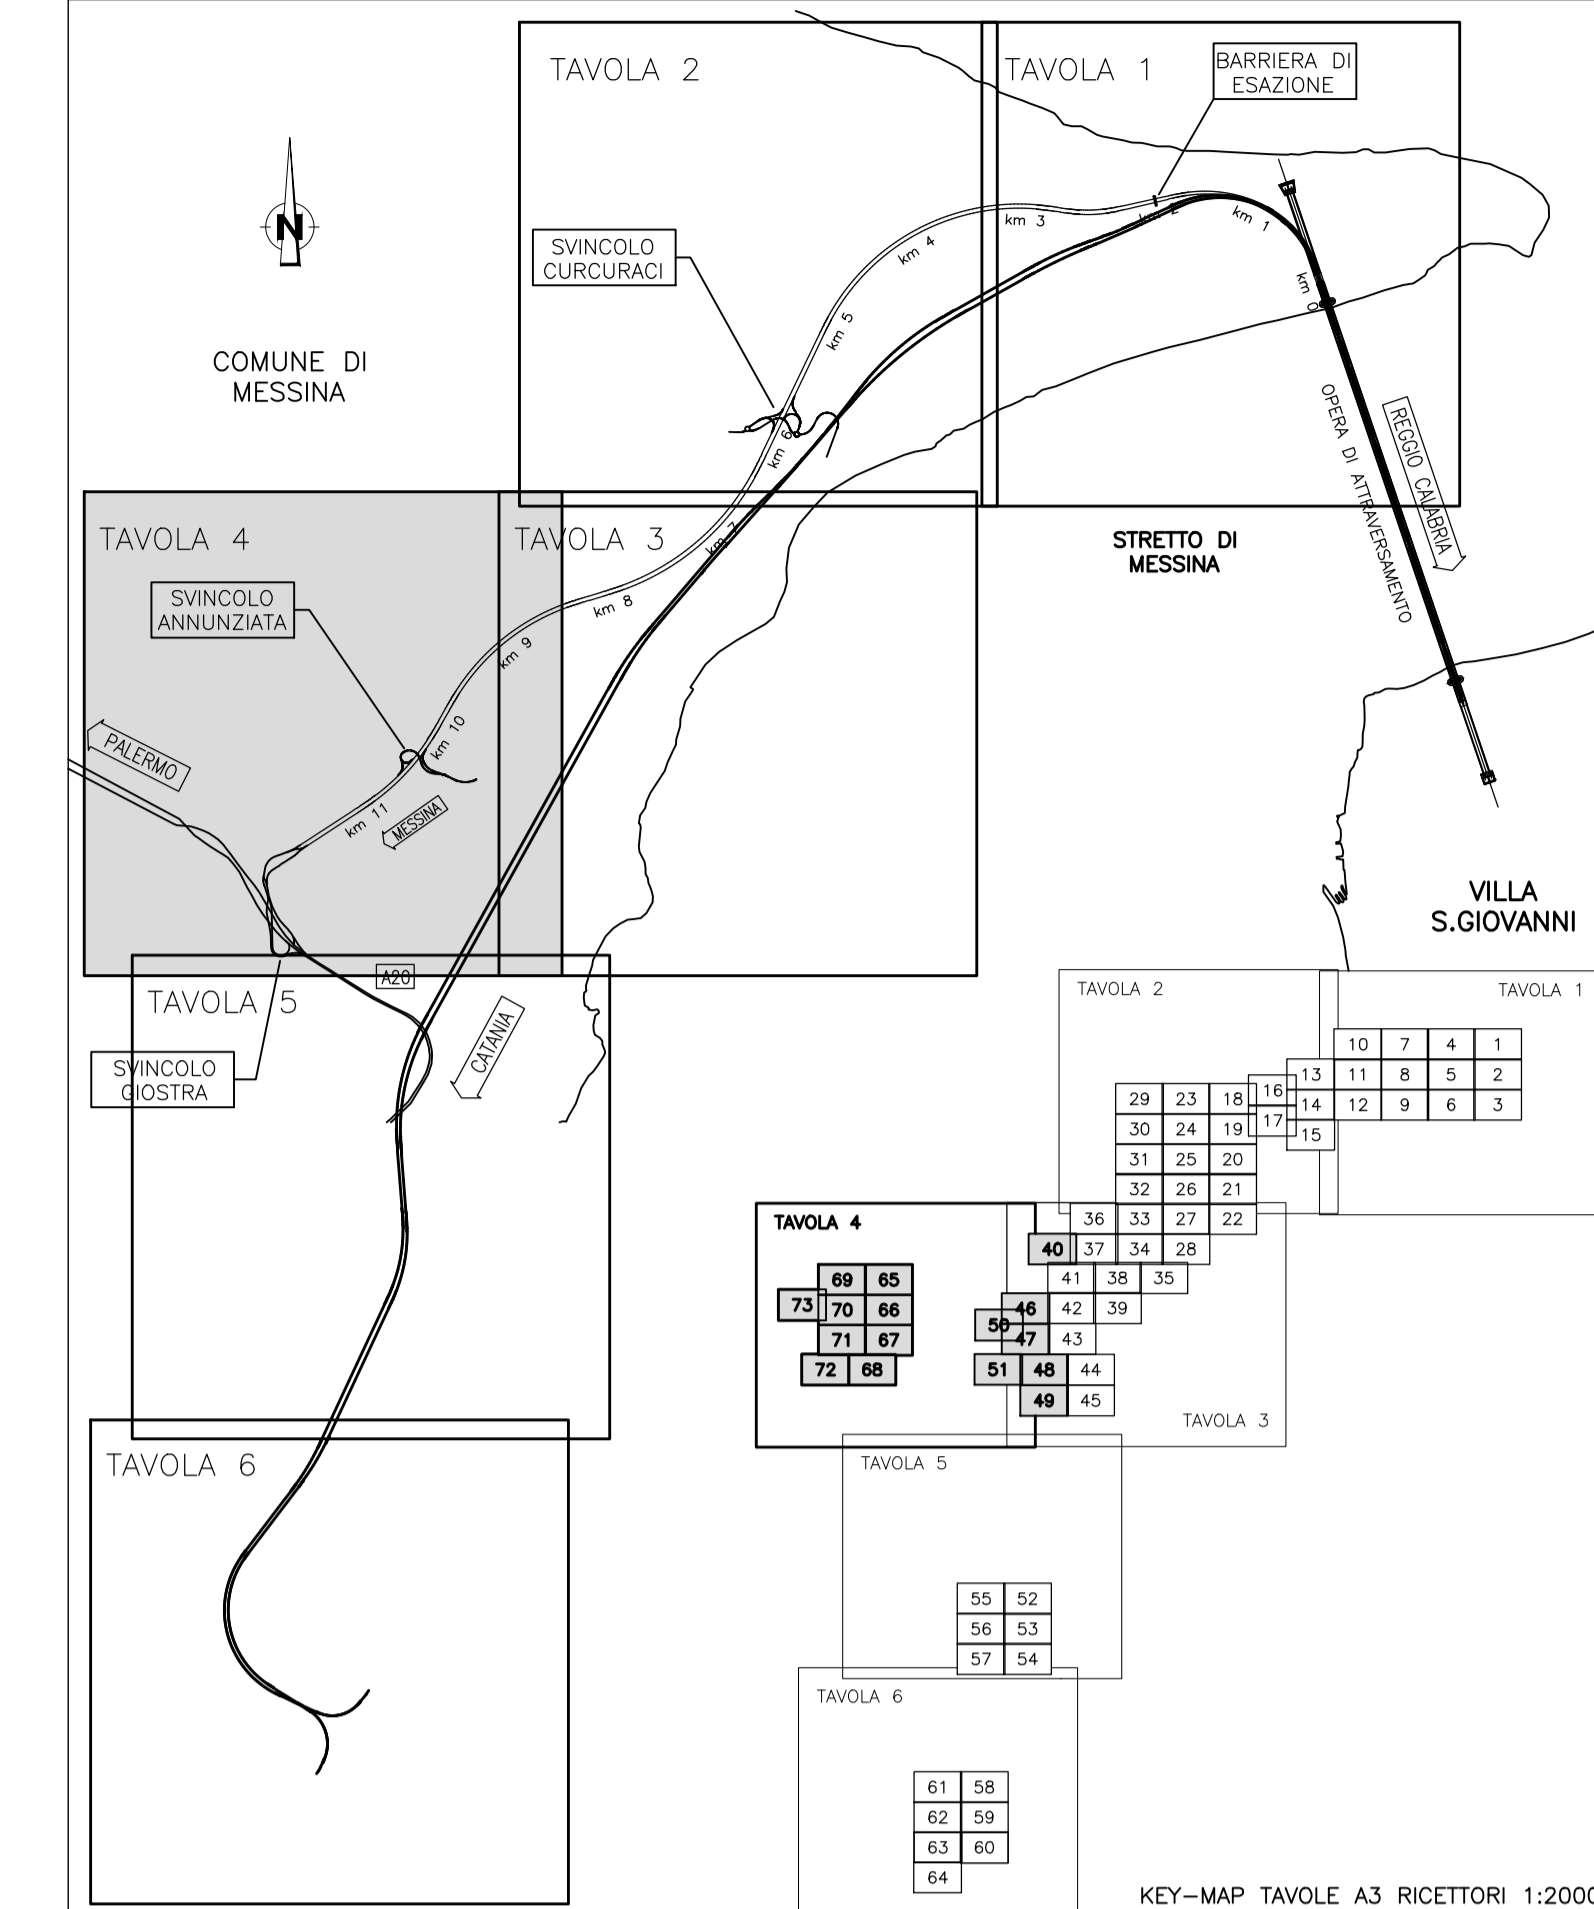 TAVOLA 2
TAVOLA 1
BARRIERA DI
ESAZIONE
N
SVINCOLO
CURCURACI
COMUNE DI
MESSINA
km 0
km 1
km 2
km 3
km 4
km 5
km 6
km 7
km 8
km 9
km 10
km 11
OPERA DI ATTRAVERSAMENTO
REGGIO CALABRIA
STRETTO DI
MESSINA
TAVOLA 4
TAVOLA 3
SVINCOLO
ANNUNZIATA
PALERMO
MESSINA
VILLA
S.GIOVANNI
A20
TAVOLA 5
CATANIA
SVINCOLO
GIOSTRA
TAVOLA 6
TAVOLA 2
TAVOLA 1
10 7 4 1
13 11 8 5 2
16 14 12 9 6 3
17 15
29 23 18
30 24 19
31 25 20
32 26 21
36 33 27 22
40 37 34 28
41 38 35
46 42 39
50 47 43
51 48 44
49 45
TAVOLA 3
TAVOLA 4
69 65
73 70 66
71 67
72 68
TAVOLA 5
55 52
56 53
57 54
TAVOLA 6
61 58
62 59
63 60
64
KEY-MAP TAVOLE A3 RICETTORI 1:2000